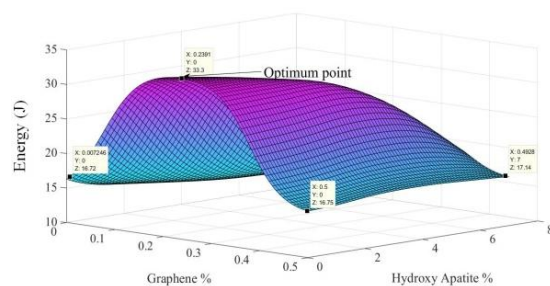 35
30
25
20
15
10
Energy (J)
X: 0.2391
Y: 0
Z: 33.3
Optimum point
X: 0.007246
Y: 0
Z: 16.72
X: 0.5
Y: 0
Z: 16.75
X: 0.4928
Y: 7
Z: 17.14
0
0.1
0.2
0.3
0.4
0.5
Graphene %
0
2
4
6
8
Hydroxy Apatite %